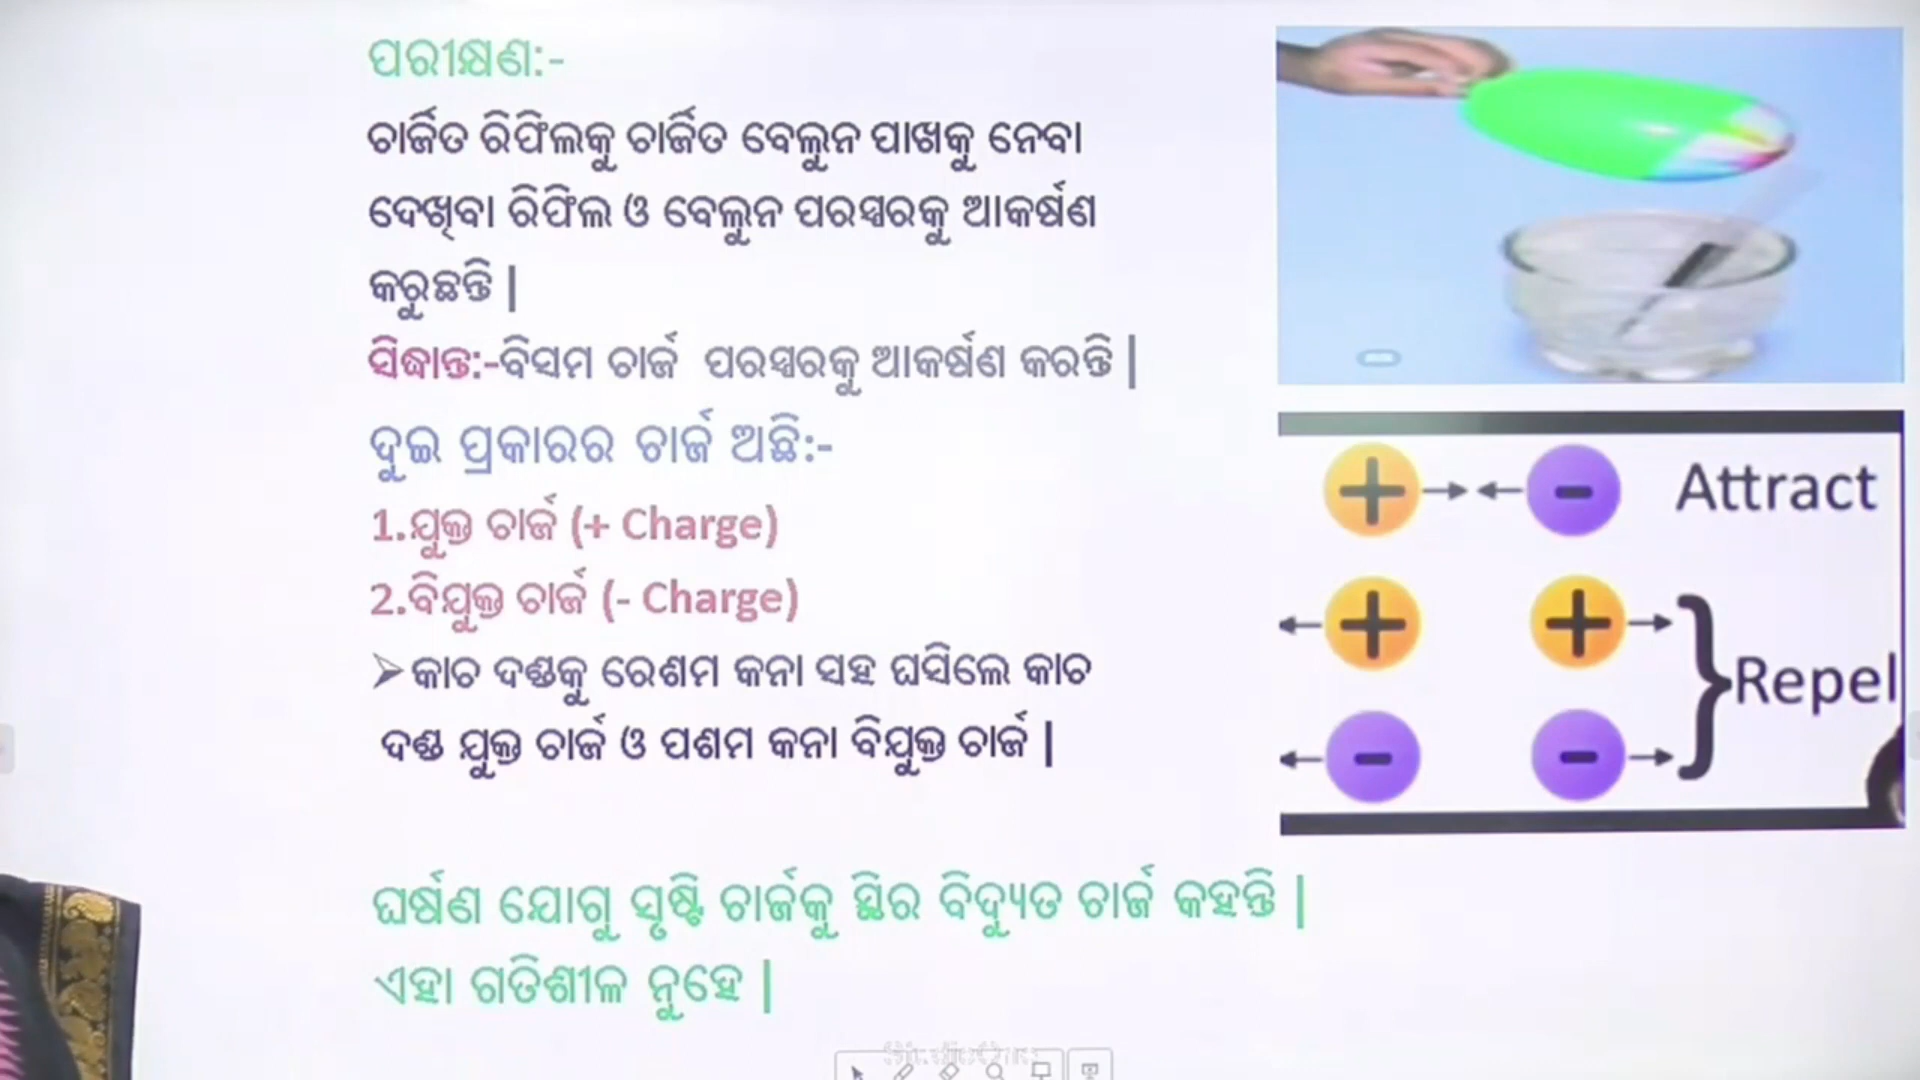 ପରୀକ୍ଷଣ:-
ଚାର୍ଜିତ ରିଫିଲକୁ ଚାର୍ଜିତ ବେଲୁନ ପାଖକୁ ନେବା
ଦେଖିବା ରିଫିଲ ଓ ବେଲୁନ ପରସ୍ପରକୁ ଆକର୍ଷଣ
କରୁଛନ୍ତି |
ସିଦ୍ଧାନ୍ତ:-ବିସମ ଚାର୍ଜ ପରସ୍ପରକୁ ଆକର୍ଷଣ କରନ୍ତି |
ଦୁଇ ପ୍ରକାରର ଚାର୍ଜ ଅଛି:-
1.ଯୁକ୍ତ ଚାର୍ଜ (+ Charge)
2.ବିଯୁକ୍ତ ଚାର୍ଜ (- Charge)
➢କାଚ ଦଣ୍ଡକୁ ରେଶମ କନା ସହ ଘସିଲେ କାଚ
ଦଣ୍ଡ ଯୁକ୍ତ ଚାର୍ଜ ଓ ପଶମ କନା ବିଯୁକ୍ତ ଚାର୍ଜ |
ଘର୍ଷଣ ଯୋଗୁ ସୃଷ୍ଟି ଚାର୍ଜକୁ ସ୍ଥିର ବିଦ୍ୟୁତ ଚାର୍ଜ କହନ୍ତି |
ଏହା ଗତିଶୀଳ ନୁହେ |
+ - Attract
+ +
Repel
- -